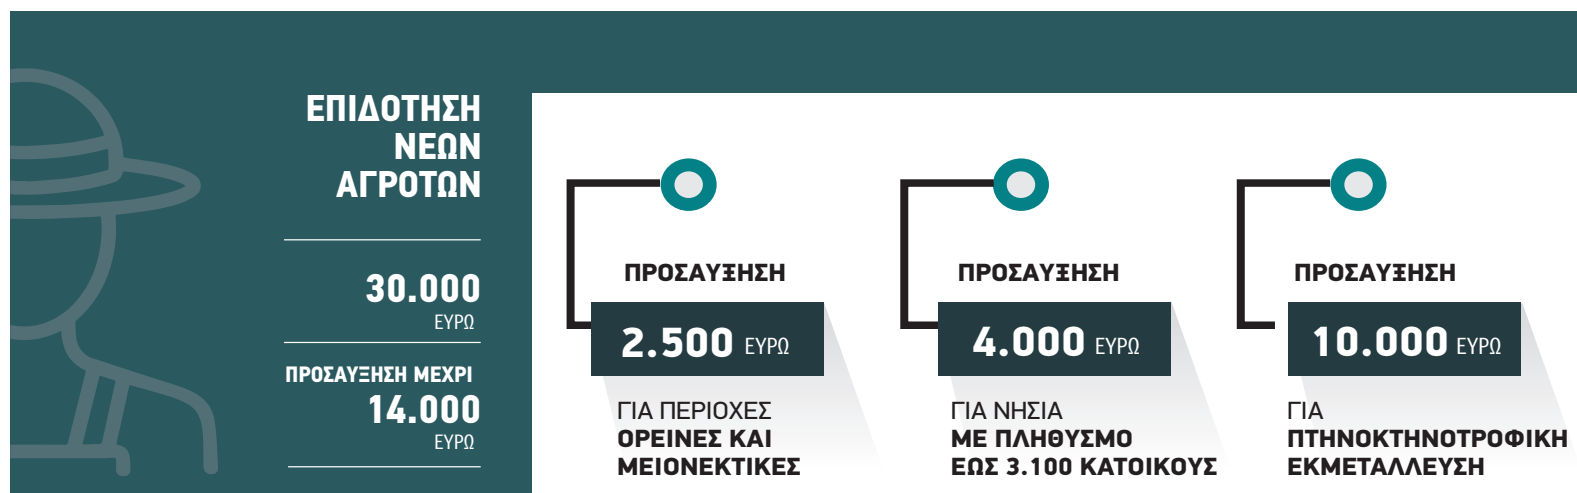 ΕΠΙΔΟΤΗΣΗ
ΝΕΩΝ
ΑΓΡΟΤΩΝ
30.000
ΕΥΡΩ
ΠΡΟΣΑΥΞΗΣΗ ΜΕΧΡΙ
14.000
ΕΥΡΩ
ΠΡΟΣΑΥΞΗΣΗ
2.500 ΕΥΡΩ
ΓΙΑ ΠΕΡΙΟΧΕΣ
ΟΡΕΙΝΕΣ ΚΑΙ
ΜΕΙΟΝΕΚΤΙΚΕΣ
ΠΡΟΣΑΥΞΗΣΗ
4.000 ΕΥΡΩ
ΓΙΑ ΝΗΣΙΑ
ΜΕ ΠΛΗΘΥΣΜΟ
ΕΩΣ 3.100 ΚΑΤΟΙΚΟΥΣ
ΠΡΟΣΑΥΞΗΣΗ
10.000 ΕΥΡΩ
ΓΙΑ
ΠΤΗΝΟΚΤΗΝΟΤΡΟΦΙΚΗ
ΕΚΜΕΤΑΛΛΕΥΣΗ